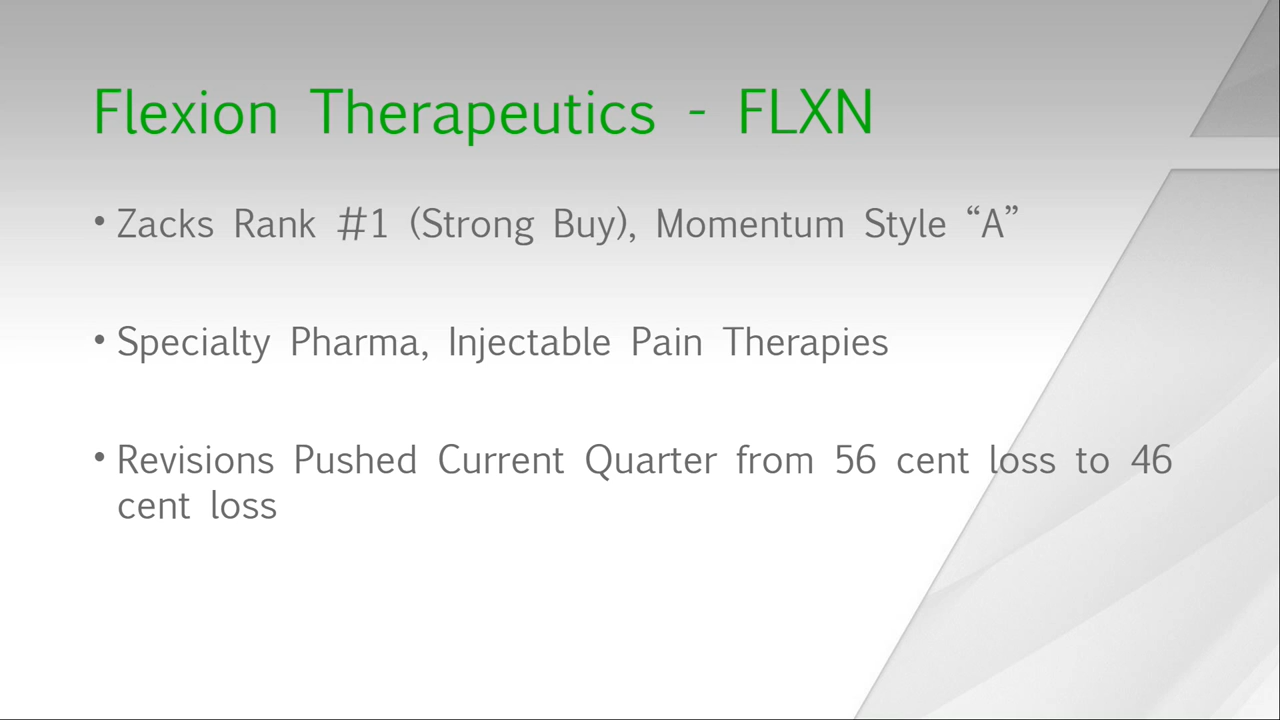 Flexion Therapeutics - FLXN
• Zacks Rank #1 (Strong Buy), Momentum Style “A”
• Specialty Pharma, Injectable Pain Therapies
• Revisions Pushed Current Quarter from 56 cent loss to 46
cent loss